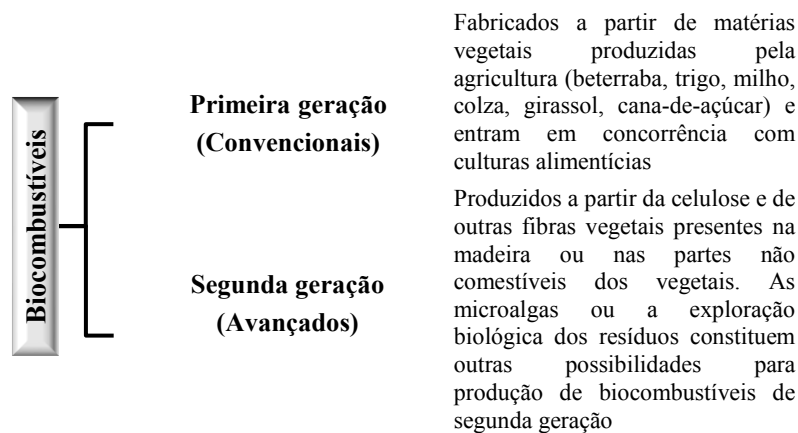 Biocombustíveis
Primeira geração
(Convencionais)
Fabricados a partir de matérias
vegetais produzidas pela
agricultura (beterraba, trigo, milho,
colza, girassol, cana-de-açúcar) e
entram em concorrência com
culturas alimentícias
Segunda geração
(Avançados)
Produzidos a partir da celulose e de
outras fibras vegetais presentes na
madeira ou nas partes não
comestíveis dos vegetais. As
microalgas ou a exploração
biológica dos resíduos constituem
outras possibilidades para
produção de biocombustíveis de
segunda geração